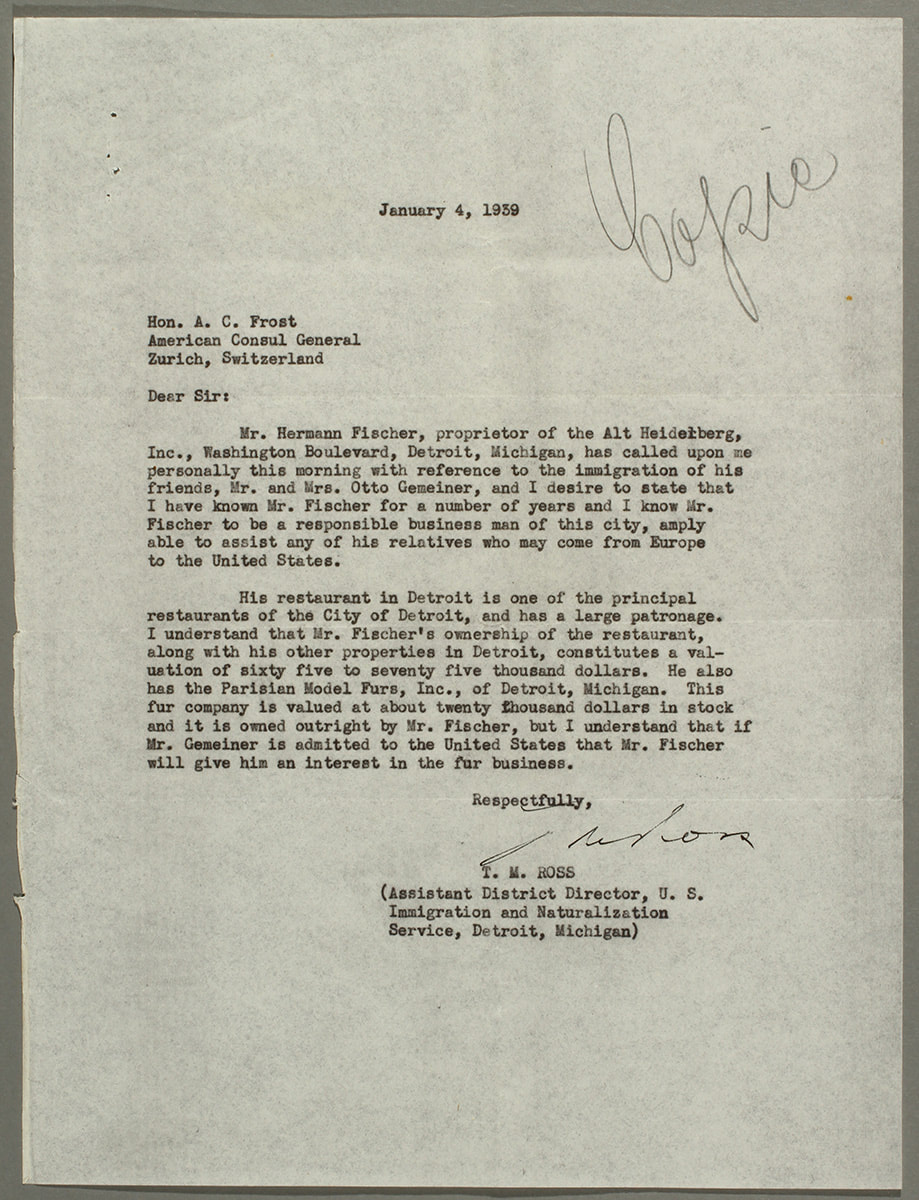 Copie
January 4, 1939
Hon. A. C. Frost
American Consul General
Zurich, Switzerland
Dear Sir:
Mr. Hermann Fischer, proprietor of the Alt Heidelberg,
Inc., Washington Boulevard, Detroit, Michigan, has called upon me
personally this morning with reference to the immigration of his
friends, Mr. and Mrs. Otto Gemeiner, and I desire to state that
I have known Mr. Fischer for a number of years and I know Mr.
Fischer to be a responsible business man of this city, amply
able to assist any of his relatives who may come from Europe
to the United States.
His restaurant in Detroit is one of the principal
restaurants of the City of Detroit, and has a large patronage.
I understand that Mr. Fischer's ownership of the restaurant,
along with his other properties in Detroit, constitutes a val-
uation of sixty five to seventy five thousand dollars. He also
has the Parisian Model Furs, Inc., of Detroit, Michigan. This
fur company is valued at about twenty thousand dollars in stock
and it is owned outright by Mr. Fischer, but I understand that if
Mr. Gemeiner is admitted to the United States that Mr. Fischer
will give him an interest in the fur business.
Respectfully,
T M Ross
T. M. ROSS
(Assistant District Director, U. S.
Immigration and Naturalization
Service, Detroit, Michigan)